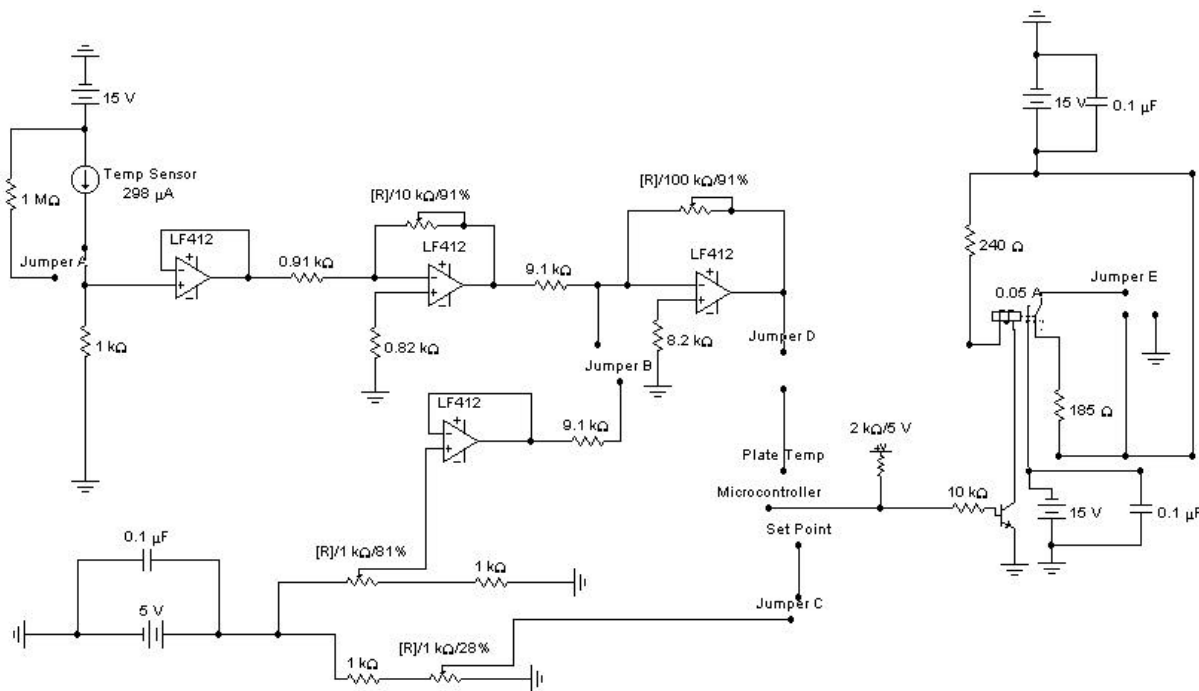 15 V
15 V
0.1 µF
Temp Sensor
298 µA
1 MΩ
[R]/10 kΩ/91%
[R]/100 kΩ/91%
Jumper A
LF412
LF412
LF412
240 Ω
0.91 kΩ
9.1 kΩ
Jumper E
0.05 A
1 kΩ
0.82 kΩ
8.2 kΩ
Jumper D
Jumper B
LF412
9.1 kΩ
185 Ω
2 kΩ/5 V
+V
Plate Temp
Microcontroller
10 kΩ
15 V
0.1 µF
Set Point
0.1 µF
[R]/1 kΩ/81%
1 kΩ
Jumper C
5 V
1 kΩ
[R]/1 kΩ/28%